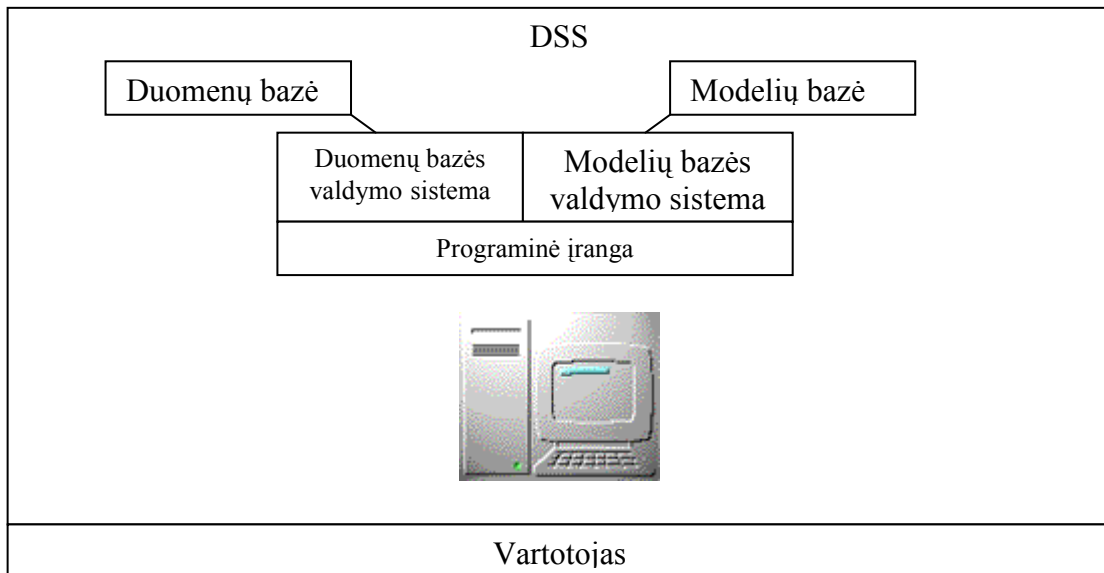 DSS
Duomenų bazė
Modelių bazė
Duomenų bazės
valdymo sistema
Modelių bazės
valdymo sistema
Programinė įranga
Vartotojas